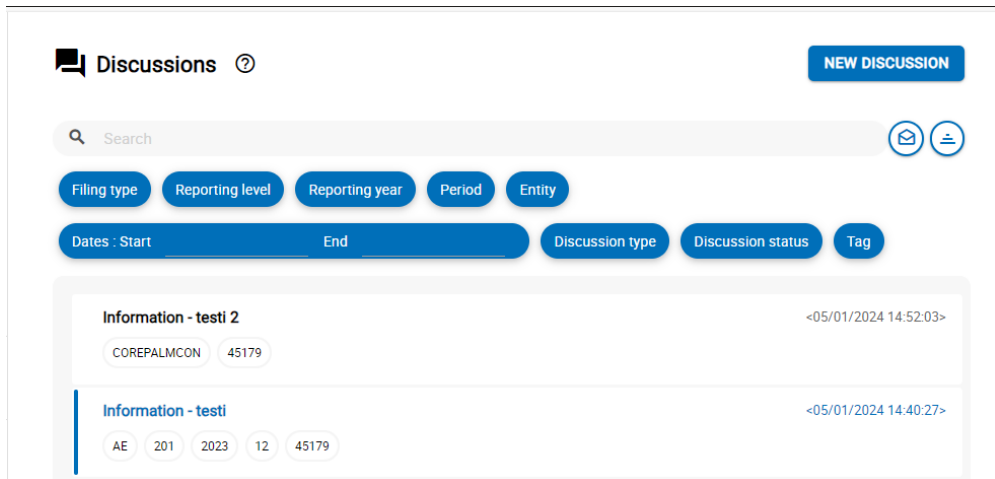 Discussions
NEW DISCUSSION
Search
Filing type Reporting level Reporting year Period Entity
Dates : Start End Discussion type Discussion status Tag
Information - testi 2 <05/01/2024 14:52:03>
COREPALMCON 45179
Information - testi <05/01/2024 14:40:27>
AE 201 2023 12 45179